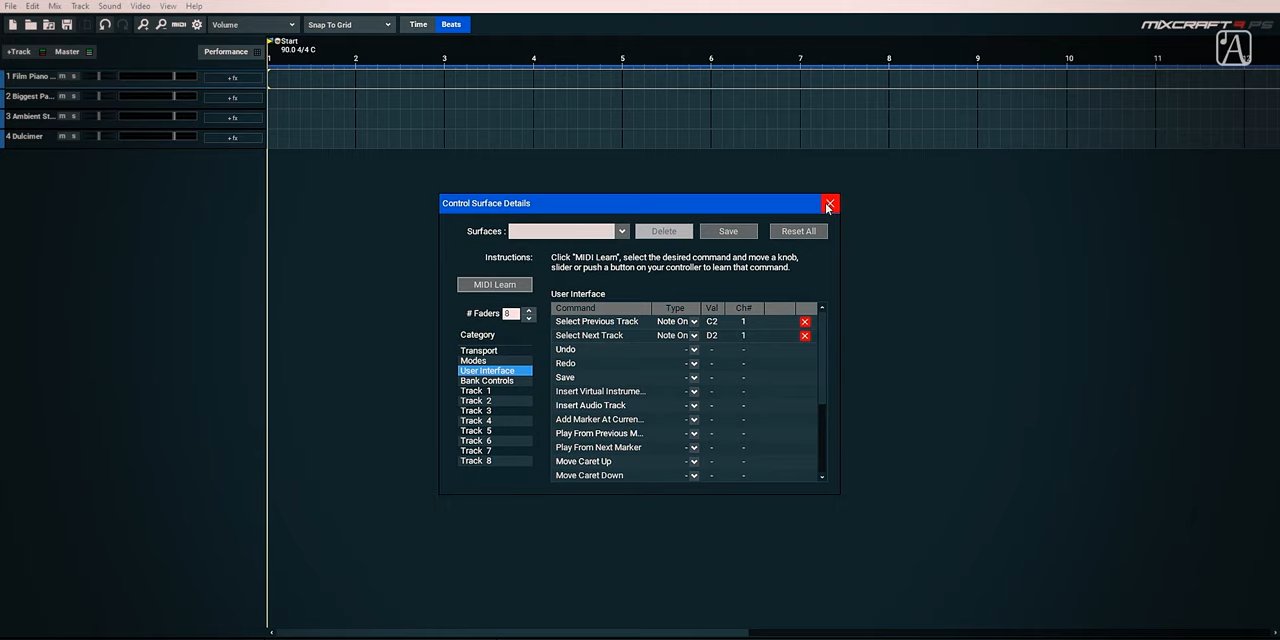 File Edit Mix Track Sound Video View Help
MIDI Volume Snap To Grid Time Beats
MIXCRAFT 9 PS
+Track Master Performance
Start
90.0 4/4 C
1 2 3 4 5 6 7 8 9 10 11
1 Film Piano ... m s +fx
2 Biggest Pa... m s +fx
3 Ambient St... m s +fx
4 Dulcimer m s +fx
Control Surface Details
Surfaces : Delete Save Reset All
Instructions: Click "MIDI Learn", select the desired command and move a knob,
slider or push a button on your controller to learn that command.
MIDI Learn
User Interface
# Faders 8
Command Type Val Ch#
Select Previous Track Note On C2 1
Select Next Track Note On D2 1
Undo - - -
Redo - - -
Save - - -
Insert Virtual Instrume... - - -
Insert Audio Track - - -
Add Marker At Curren... - - -
Play From Previous M... - - -
Play From Next Marker - - -
Move Caret Up - - -
Move Caret Down - - -
Category
Transport
Modes
User Interface
Bank Controls
Track 1
Track 2
Track 3
Track 4
Track 5
Track 6
Track 7
Track 8